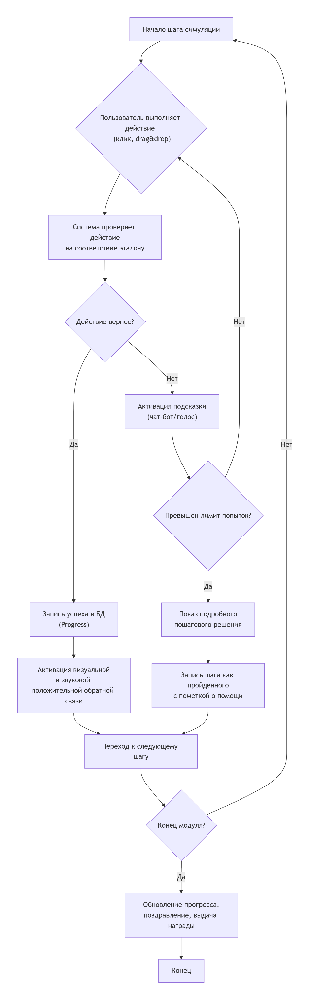 Начало шага симуляции
Пользователь выполняет
действие
(клик, drag&drop)
Система проверяет
действие
на соответствие эталону
Действие верное?
Нет
Нет
Активация подсказки
(чат-бот/голос)
Да
Нет
Превышен лимит попыток?
Да
Запись успеха в БД
(Progress)
Показ подробного
пошагового решения
Активация визуальной
и звуковой
положительной обратной
связи
Запись шага как
пройденного
с пометкой о помощи
Переход к следующему
шагу
Конец модуля?
Да
Обновление прогресса,
поздравление, выдача
награды
Конец